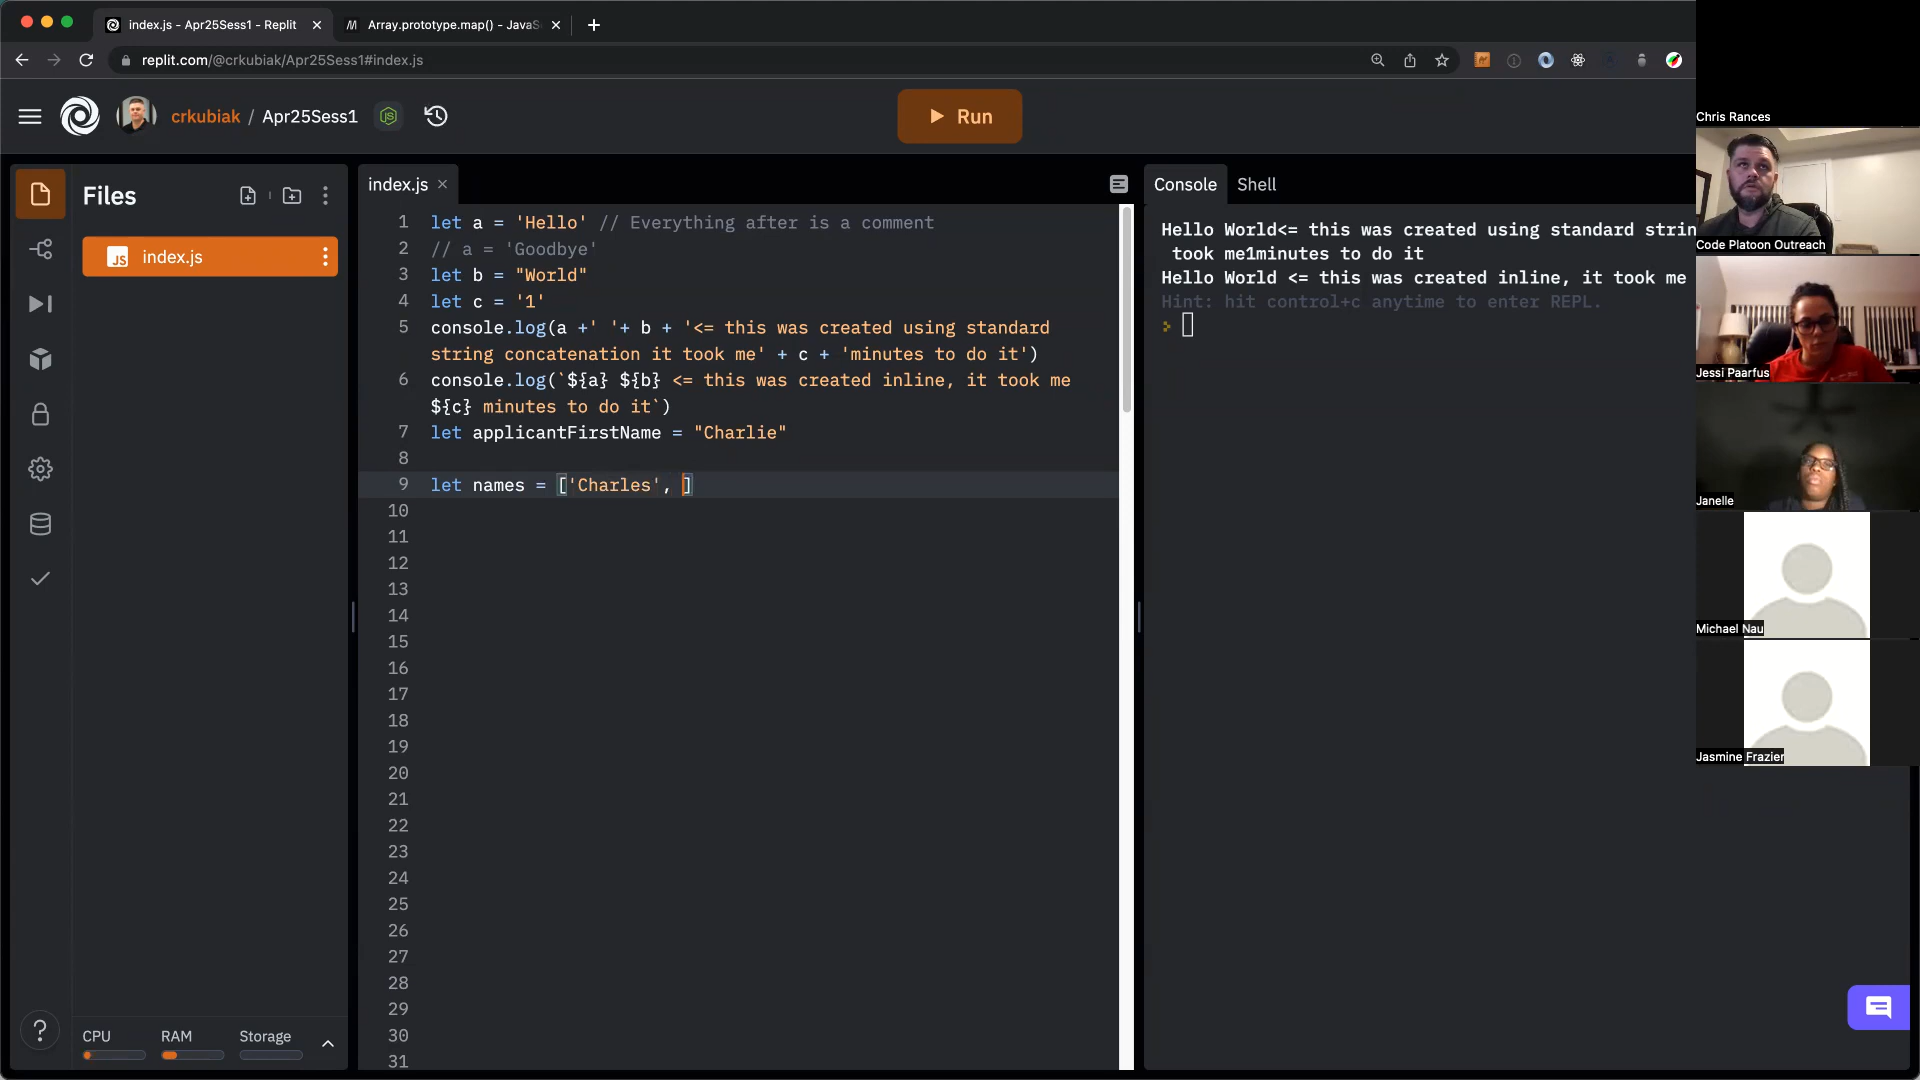 index.js - Apr25Sess1 - Replit
Array.prototype.map() - JavaS
replit.com/@crkubiak/Apr25Sess1#index.js
crkubiak / Apr25Sess1
Run
Files
index.js
JS index.js
CPU
RAM
Storage
1 let a = 'Hello' // Everything after is a comment
2 // a = 'Goodbye'
3 let b = "World"
4 let c = '1'
5 console.log(a +' '+ b + '<= this was created using standard
string concatenation it took me' + c + 'minutes to do it')
6 console.log(`${a} ${b} <= this was created inline, it took me
${c} minutes to do it`)
7 let applicantFirstName = "Charlie"
8
9 let names = ['Charles', ]
10
11
12
13
14
15
16
17
18
19
20
21
22
23
24
25
26
27
28
29
30
31
Console
Shell
Hello World<= this was created using standard strin
took me1minutes to do it
Hello World <= this was created inline, it took me
Hint: hit control+c anytime to enter REPL.
Chris Rances
Code Platoon Outreach
Jessi Paarfus
Janelle
Michael Nau
Jasmine Frazier